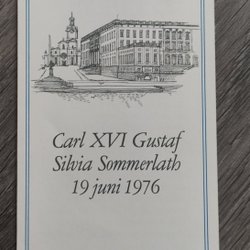 Carl XVI Gustaf
Silvia Sommerlath
19 juni 1976